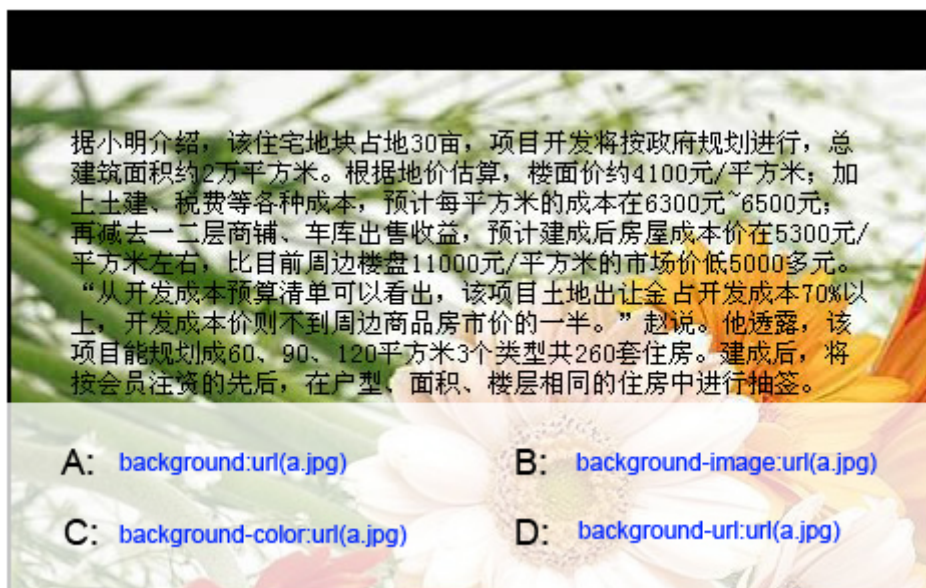 据小明介绍，该住宅地块占地30亩，项目开发将按政府规划进行，总
建筑面积约2万平方米。根据地价估算，楼面价约4100元/平方米；加
上土建、税费等各种成本，预计每平方米的成本在6300元~6500元；
再减去一二层商铺、车库出售收益，预计建成后房屋成本价在5300元/
平方米左右，比目前周边楼盘11000元/平方米的市场价低5000多元。
“从开发成本预算清单可以看出，该项目土地出让金占开发成本70%以
上，开发成本价则不到周边商品房市价的一半。”赵说。他透露，该
项目能规划成60、90、120平方米3个类型共260套住房。建成后，将
按会员注资的先后，在户型、面积、楼层相同的住房中进行抽签。
A: background:url(a.jpg) B: background-image:url(a.jpg)
C: background-color:url(a.jpg) D: background-url:url(a.jpg)